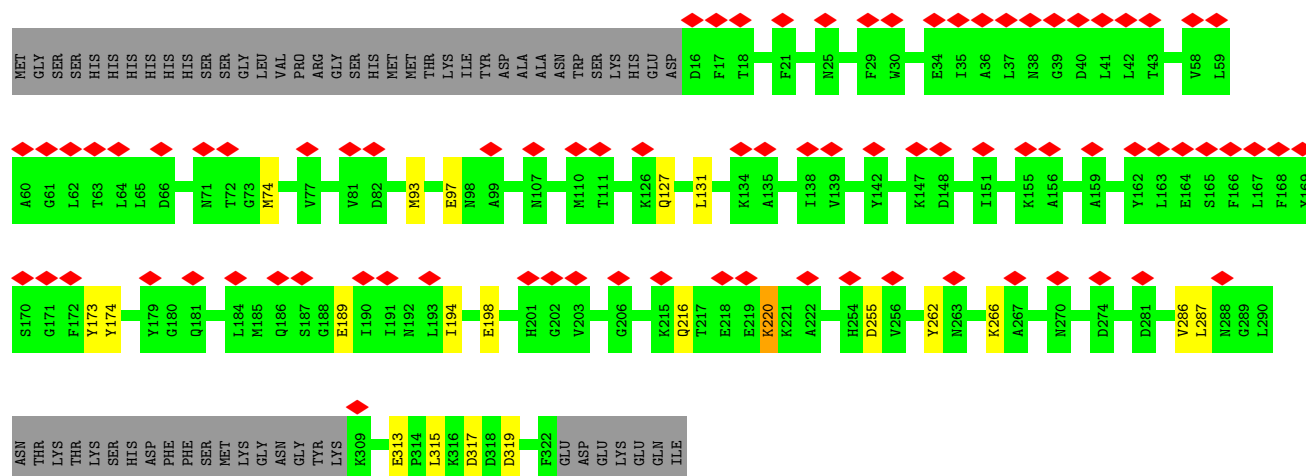 MET GLY SER SER HIS HIS HIS HIS HIS HIS SER SER GLY LEU VAL PRO ARG GLY SER HIS MET MET THR LYS ILE TYR ASP ALA ALA ASN TRP SER LYS HIS GLU ASP D16 F17 T18 F21 N25 F29 W30 E34 I35 A36 L37 N38 G39 D40 L41 L42 T43 V58 L59
A60 G61 L62 T63 L64 L65 D66 N71 T72 G73 M74 V77 V81 D82 M93 E97 N98 A99 N107 M110 T111 K126 Q127 L131 K134 A135 I138 V139 Y142 K147 D148 I151 K155 A156 A159 Y162 L163 E164 S165 F166 L167 F168 Y169
S170 G171 F172 Y173 Y174 Y179 G180 Q181 L184 M185 Q186 S187 G188 E189 I190 I191 N192 L193 I194 E198 H201 G202 V203 G206 K215 Q216 T217 E218 E219 K220 K221 A222 H254 D255 V256 Y262 N263 K266 A267 N270 D274 D281 V286 L287 N288 G289 L290
ASN THR LYS THR LYS SER HIS ASP PHE PHE SER MET LYS GLY ASN GLY TYR LYS K309 E313 P314 L315 K316 D317 D318 D319 F322 GLU ASP GLU LYS GLU GLN ILE